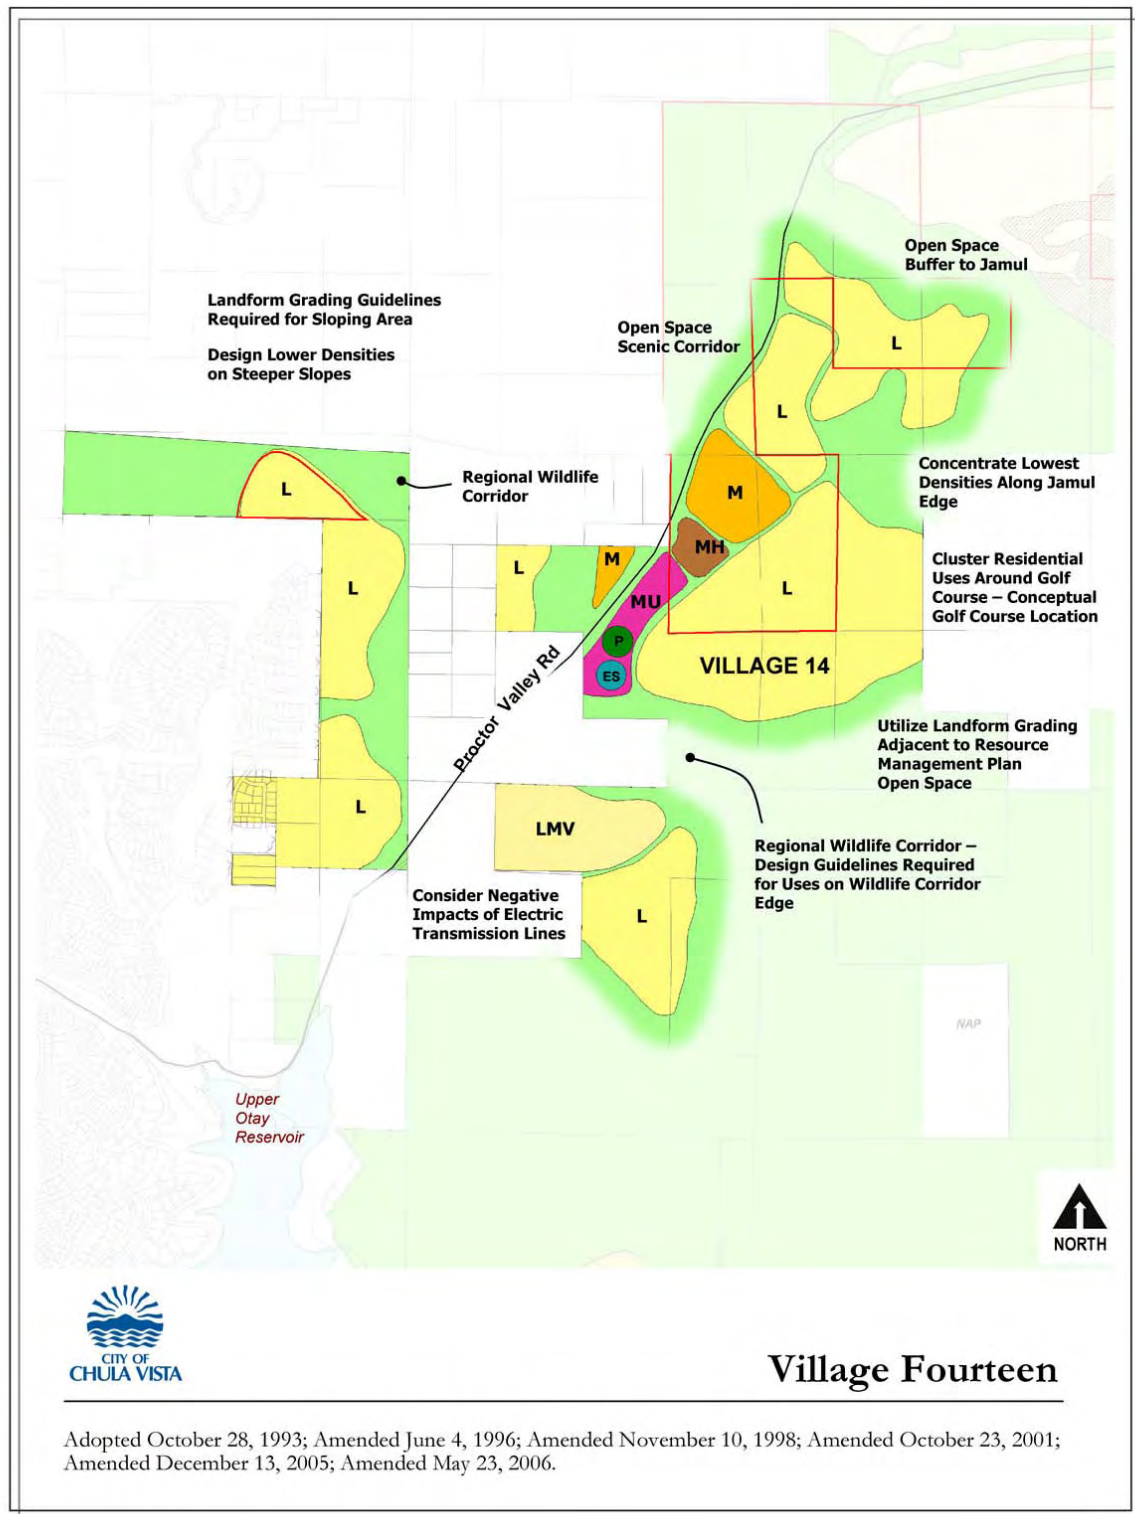 Open Space
Buffer to Jamul
Landform Grading Guidelines
Required for Sloping Area
Design Lower Densities
on Steeper Slopes
Open Space
Scenic Corridor
L
L
Regional Wildlife
Corridor
L
M
Concentrate Lowest
Densities Along Jamul
Edge
MH
L
M
L
L
MU
Cluster Residential
Uses Around Golf
Course – Conceptual
Golf Course Location
P
ES
VILLAGE 14
Proctor Valley Rd
Utilize Landform Grading
Adjacent to Resource
Management Plan
Open Space
L
LMV
Regional Wildlife Corridor –
Design Guidelines Required
for Uses on Wildlife Corridor
Edge
Consider Negative
Impacts of Electric
Transmission Lines
L
NAP
Upper
Otay
Reservoir
NORTH
CITY OF
CHULA VISTA
Village Fourteen
Adopted October 28, 1993; Amended June 4, 1996; Amended November 10, 1998; Amended October 23, 2001;
Amended December 13, 2005; Amended May 23, 2006.